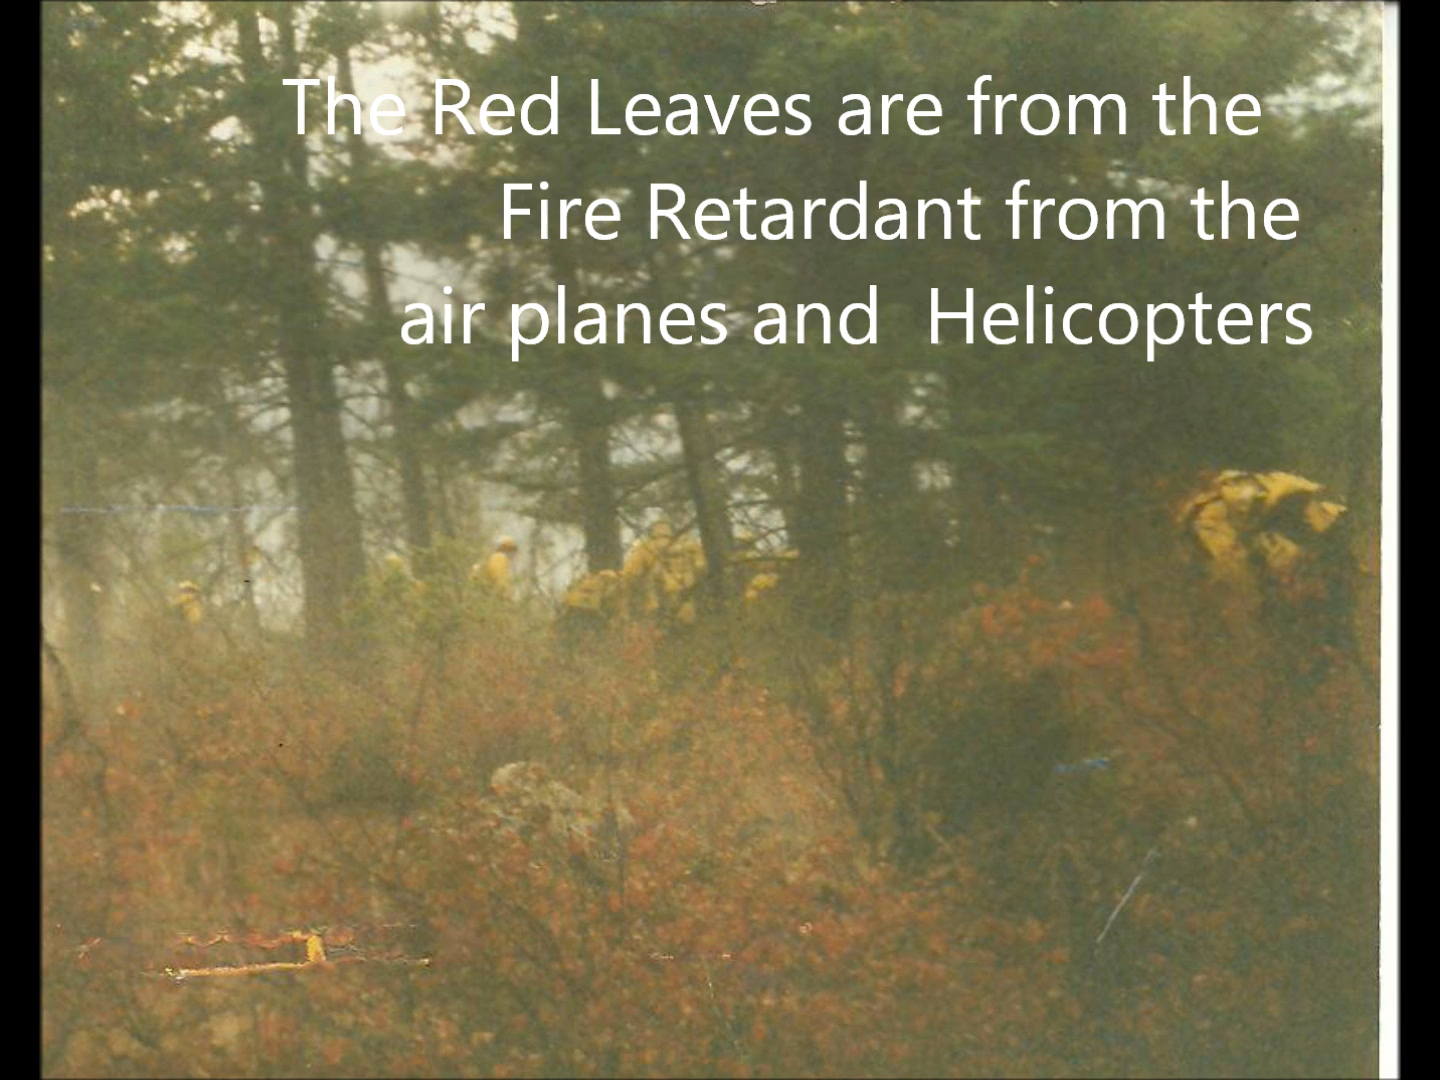 The Red Leaves are from the
Fire Retardant from the
air planes and  Helicopters